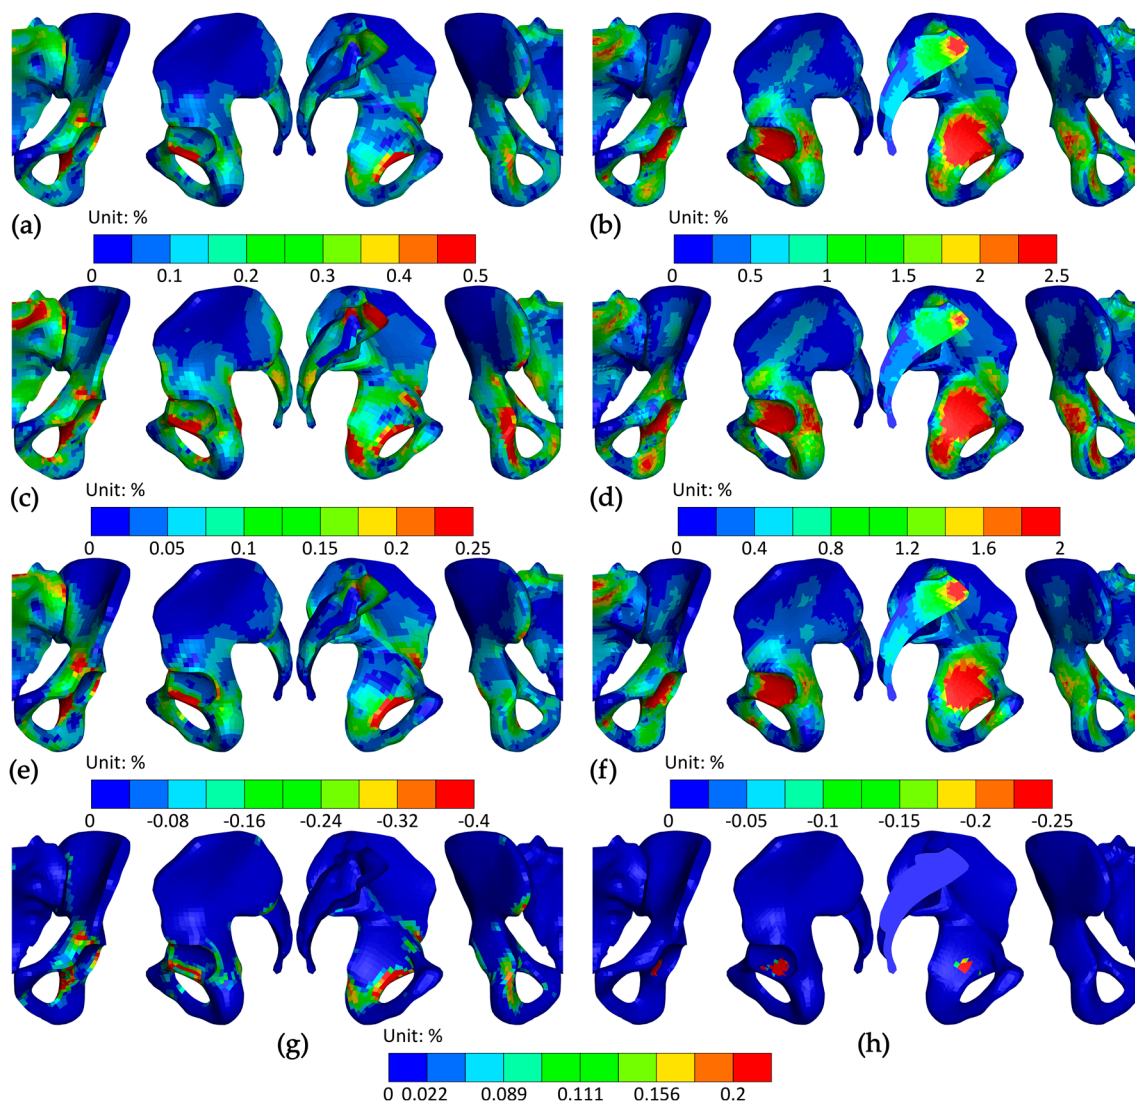 Unit: %
(a)
0 0.1 0.2 0.3 0.4 0.5
Unit: %
(b)
0 0.5 1 1.5 2 2.5
Unit: %
(c)
0 0.05 0.1 0.15 0.2 0.25
Unit: %
(d)
0 0.4 0.8 1.2 1.6 2
Unit: %
(e)
0 -0.08 -0.16 -0.24 -0.32 -0.4
Unit: %
(f)
0 -0.05 -0.1 -0.15 -0.2 -0.25
(g)
Unit: %
(h)
0 0.022 0.089 0.111 0.156 0.2